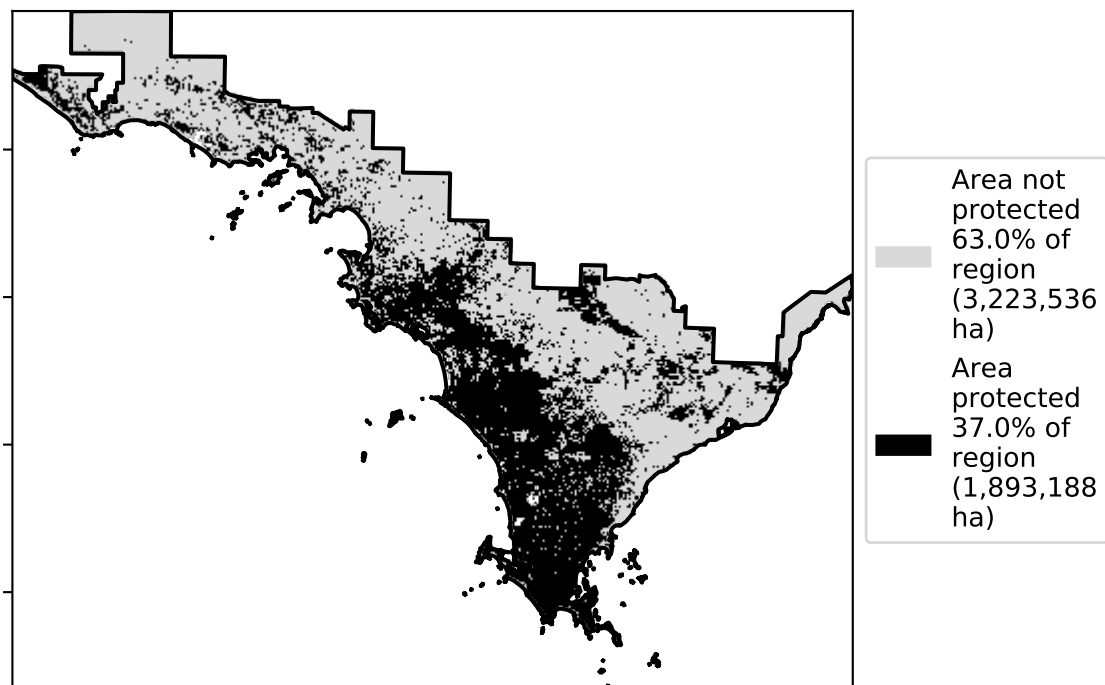 Area not
protected
63.0% of
region
(3,223,536
ha)
Area
protected
37.0% of
region
(1,893,188
ha)